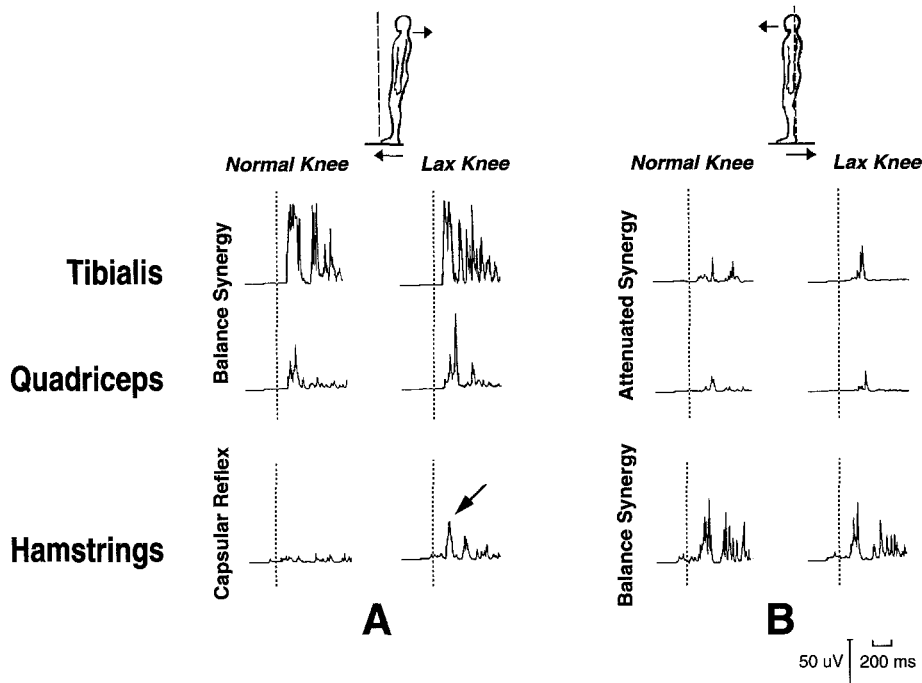 Normal Knee Lax Knee Normal Knee Lax Knee
Tibialis
Quadriceps
Hamstrings
Balance Synergy
Capsular Reflex
Attenuated Synergy
Balance Synergy
A B
50 uV 200 ms